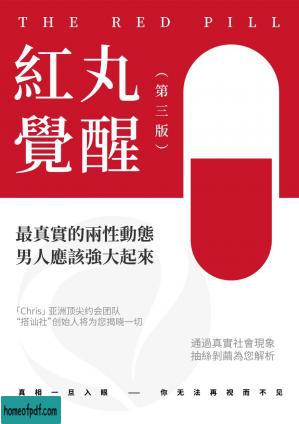 THE RED PILL
紅丸
覺醒
（第三版）
最真實的兩性動態
男人應該強大起來
「Chris」亚洲顶尖约会团队
“搭讪社”创始人将为您揭晓一切
通過真實社會現象
抽絲剝繭為您解析
真相一旦入眼 — 你无法再视而不见
homeofpdf.com